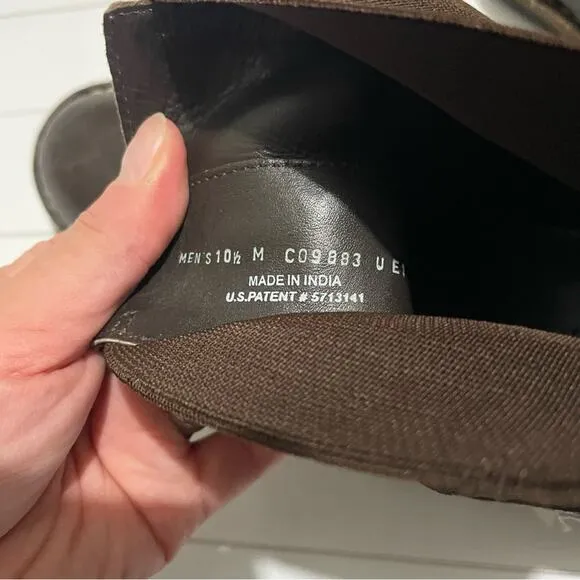 MEN'S 10½ M C09883 U
MADE IN INDIA
U.S.PATENT # 5713141